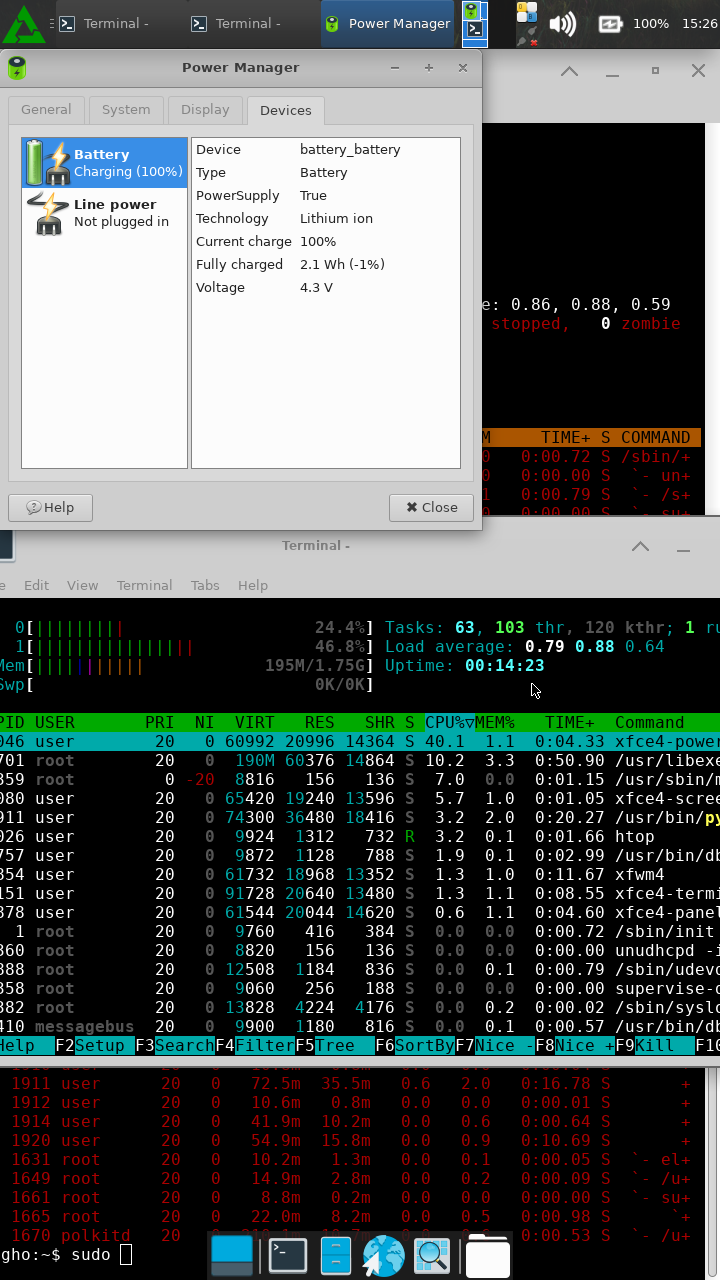 Terminal -
Terminal -
Power Manager
100%
15:26
Power Manager
General
System
Display
Devices
Battery
Charging (100%)
Line power
Not plugged in
Device battery_battery
Type Battery
PowerSupply True
Technology Lithium ion
Current charge 100%
Fully charged 2.1 Wh (-1%)
Voltage 4.3 V
Help
Close
e: 0.86, 0.88, 0.59
stopped, 0 zombie
M TIME+ S COMMAND
0 0:00.72 S /sbin/+
0 0:00.00 S `- un+
1 0:00.79 S `- /s+
0 0:00.00 S `- su+
Terminal -
e Edit View Terminal Tabs Help
0[||||||||| 24.4%] Tasks: 63, 103 thr, 120 kthr; 1 ru
1[|||||||||||||||||| 46.8%] Load average: 0.79 0.88 0.64
Mem[|||||||||||| 195M/1.75G] Uptime: 00:14:23
Swp[ 0K/0K]
PID USER PRI NI VIRT RES SHR S CPU%▽MEM% TIME+ Command
046 user 20 0 60992 20996 14364 S 40.1 1.1 0:04.33 xfce4-power
701 root 20 0 190M 60376 14864 S 10.2 3.3 0:50.90 /usr/libexe
359 root 0 -20 8816 156 136 S 7.0 0.0 0:01.15 /usr/sbin/m
080 user 20 0 65420 19240 13596 S 5.7 1.0 0:01.05 xfce4-scree
911 user 20 0 74300 36480 18416 S 3.2 2.0 0:20.27 /usr/bin/py
026 user 20 0 9924 1312 732 R 3.2 0.1 0:01.66 htop
757 user 20 0 9872 1128 788 S 1.9 0.1 0:02.99 /usr/bin/db
854 user 20 0 61732 18968 13352 S 1.3 1.0 0:11.67 xfwm4
151 user 20 0 91728 20640 13480 S 1.3 1.1 0:08.55 xfce4-termi
878 user 20 0 61544 20044 14620 S 0.6 1.1 0:04.60 xfce4-panel
1 root 20 0 9760 416 384 S 0.0 0.0 0:00.72 /sbin/init
360 root 20 0 8820 156 136 S 0.0 0.0 0:00.00 unudhcpd -i
388 root 20 0 12508 1184 836 S 0.0 0.1 0:00.79 /sbin/udevd
358 root 20 0 9060 256 188 S 0.0 0.0 0:00.00 supervise-d
382 root 20 0 13828 4224 4176 S 0.0 0.2 0:00.02 /sbin/syslo
410 messagebus 20 0 9900 1180 816 S 0.0 0.1 0:00.57 /usr/bin/db
Help F2Setup F3SearchF4FilterF5Tree F6SortByF7Nice -F8Nice +F9Kill F10
1911 user 20 0 72.5m 35.5m 0.6 2.0 0:16.78 +
1912 user 20 0 10.6m 0.8m 0.0 0.0 0:00.01 +
1914 user 20 0 41.9m 10.2m 0.0 0.6 0:00.64 +
1920 user 20 0 54.9m 15.8m 0.0 0.9 0:10.69 +
1631 root 20 0 10.2m 1.3m 0.0 0.1 0:00.05 S `- el+
1649 root 20 0 14.9m 2.8m 0.0 0.2 0:00.09 S `- /u+
1661 root 20 0 8.8m 0.2m 0.0 0.0 0:00.00 S `- su+
1665 root 20 0 22.0m 8.2m 0.0 0.5 0:00.98 S `+
1670 polkitd 20 0:00.53 S `- /u+
gho:~$ sudo